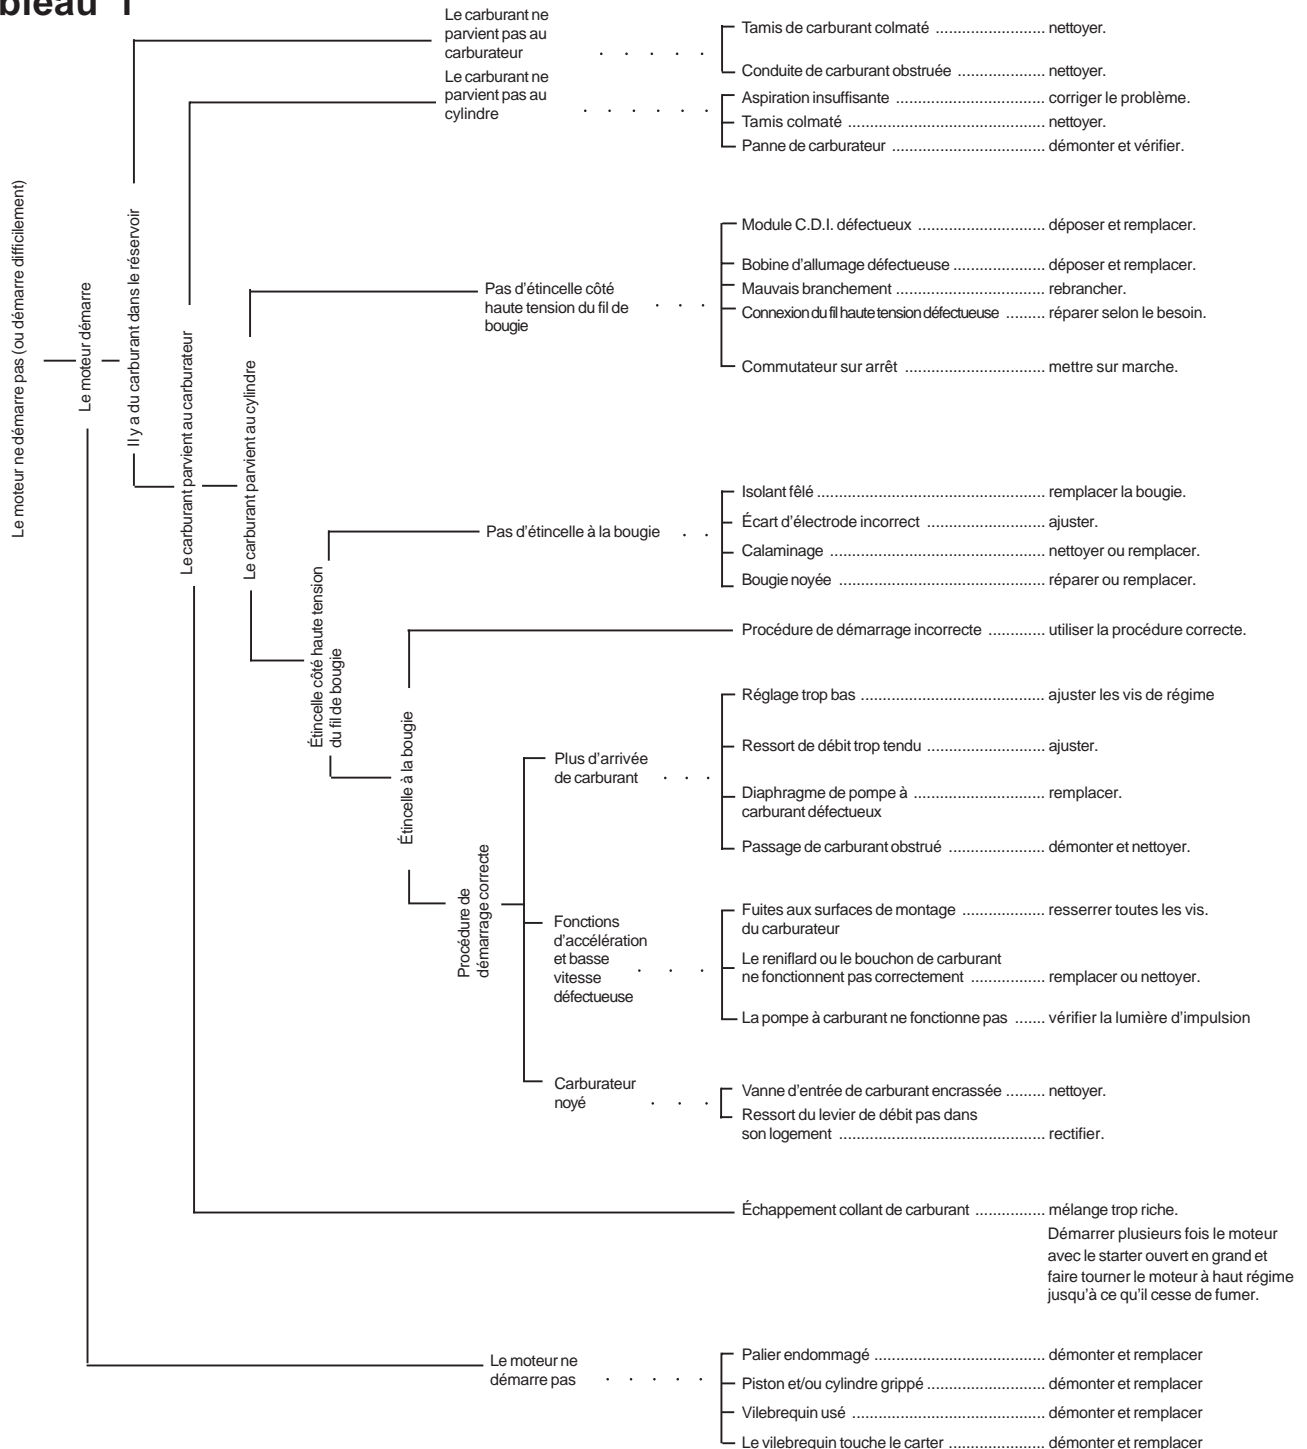 bleau 1
Le carburant ne
parvient pas au
carburateur . . . . .
Tamis de carburant colmaté ......................... nettoyer.
Conduite de carburant obstruée .................... nettoyer.
Le carburant ne
parvient pas au
cylindre . . . . . .
Aspiration insuffisante .................................. corriger le problème.
Tamis colmaté ............................................. nettoyer.
Panne de carburateur ................................... démonter et vérifier.
Le moteur ne démarre pas (ou démarre difficilement)
Le moteur démarre
Il y a du carburant dans le réservoir
Le carburant parvient au carburateur
Le carburant parvient au cylindre
Pas d'étincelle côté
haute tension du fil de
bougie . . .
Module C.D.I. défectueux ............................. déposer et remplacer.
Bobine d'allumage défectueuse ..................... déposer et remplacer.
Mauvais branchement .................................. rebrancher.
Connexion du fil haute tension défectueuse ......... réparer selon le besoin.
Commutateur sur arrêt ................................ mettre sur marche.
Étincelle côté haute tension
du fil de bougie
Pas d'étincelle à la bougie . .
Isolant fêlé .................................................... remplacer la bougie.
Écart d'électrode incorrect ........................... ajuster.
Calaminage ................................................. nettoyer ou remplacer.
Bougie noyée ............................................... réparer ou remplacer.
Étincelle à la bougie
Procédure de démarrage incorrecte ............. utiliser la procédure correcte.
Procédure de
démarrage correcte
Plus d'arrivée
de carburant . . .
Réglage trop bas .......................................... ajuster les vis de régime
Ressort de débit trop tendu ........................... ajuster.
Diaphragme de pompe à .............................. remplacer.
carburant défectueux
Passage de carburant obstrué ...................... démonter et nettoyer.
Fonctions
d'accélération
et basse
vitesse
défectueuse . . .
Fuites aux surfaces de montage ................... resserrer toutes les vis.
du carburateur
Le reniflard ou le bouchon de carburant
ne fonctionnent pas correctement ................. remplacer ou nettoyer.
La pompe à carburant ne fonctionne pas ....... vérifier la lumière d'impulsion
Carburateur
noyé . . .
Vanne d'entrée de carburant encrassée ......... nettoyer.
Ressort du levier de débit pas dans
son logement ............................................... rectifier.
Échappement collant de carburant ................ mélange trop riche.
Démarrer plusieurs fois le moteur
avec le starter ouvert en grand et
faire tourner le moteur à haut régime
jusqu'à ce qu'il cesse de fumer.
Le moteur ne
démarre pas . . . . .
Palier endommagé ....................................... démonter et remplacer
Piston et/ou cylindre grippé ........................... démonter et remplacer
Vilebrequin usé ............................................ démonter et remplacer
Le vilebrequin touche le carter ...................... démonter et remplacer